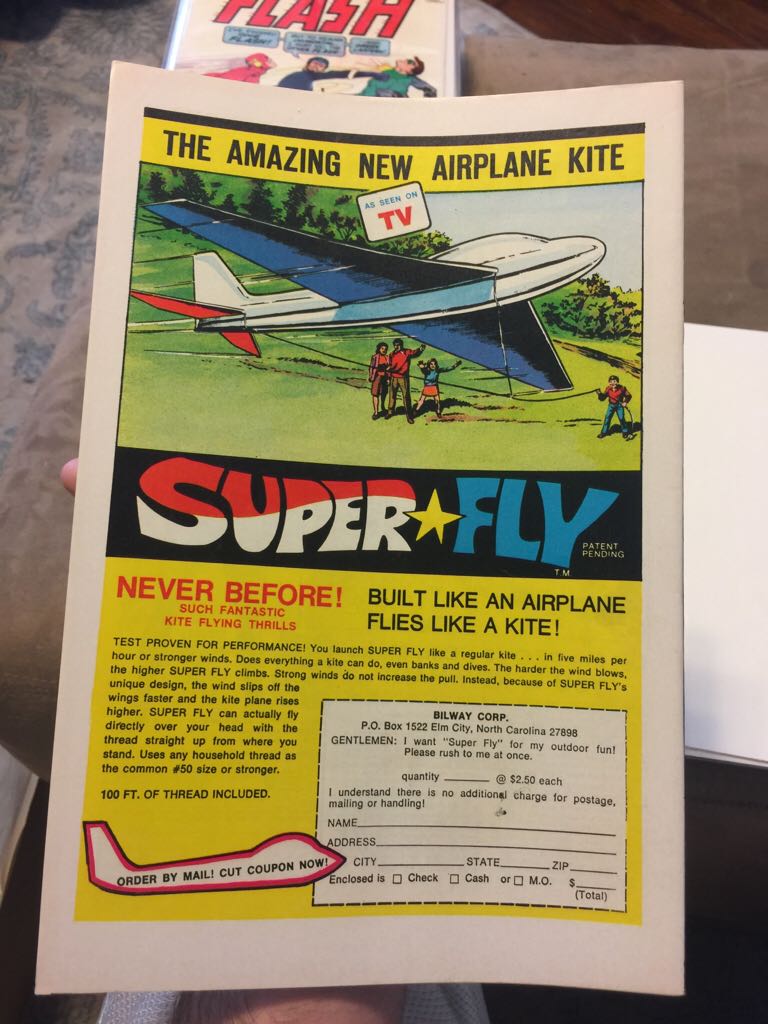 FLASH
THE AMAZING NEW AIRPLANE KITE
AS SEEN ON
TV
SUPER FLY
PATENT
PENDING
T.M.
NEVER BEFORE!
SUCH FANTASTIC
KITE FLYING THRILLS
BUILT LIKE AN AIRPLANE
FLIES LIKE A KITE!
TEST PROVEN FOR PERFORMANCE! You launch SUPER FLY like a regular kite . . . in five miles per
hour or stronger winds. Does everything a kite can do, even banks and dives. The harder the wind blows,
the higher SUPER FLY climbs. Strong winds do not increase the pull. Instead, because of SUPER FLY's
unique design, the wind slips off the
wings faster and the kite plane rises
higher. SUPER FLY can actually fly
directly over your head with the
thread straight up from where you
stand. Uses any household thread as
the common #50 size or stronger.
100 FT. OF THREAD INCLUDED.
ORDER BY MAIL! CUT COUPON NOW!
BILWAY CORP.
P.O. Box 1522 Elm City, North Carolina 27898
GENTLEMEN: I want "Super Fly" for my outdoor fun!
Please rush to me at once.
quantity ______ @ $2.50 each
I understand there is no additional charge for postage,
mailing or handling!
NAME
ADDRESS
CITY STATE ZIP
Enclosed is Check Cash or M.O. $
(Total)